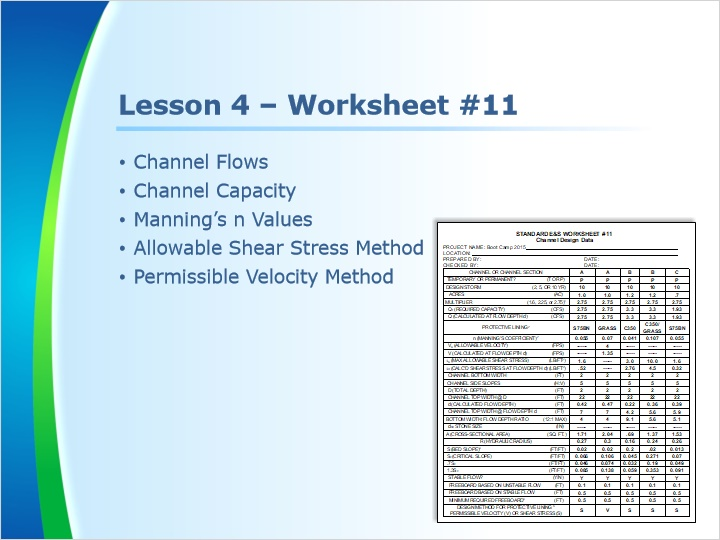 Lesson 4 – Worksheet #11
• Channel Flows
• Channel Capacity
• Manning's n Values
• Allowable Shear Stress Method
• Permissible Velocity Method
STANDARD E&S WORKSHEET #11
Channel Design Data
PROJECT NAME: Boot Camp 2015
LOCATION:
PREPARED BY: DATE:
CHECKED BY: DATE:
CHANNEL OR CHANNEL SECTION A A B B C
TEMPORARY OR PERMANENT? (T OR P) P P P P P
DESIGN STORM (2, 5, OR 10 YR) 10 10 10 10 10
ACRES (AC) 1.0 1.0 1.2 1.2 .7
MULTIPLIER (1.6, 2.25, or 2.75)¹ 2.75 2.75 2.75 2.75 2.75
(REQUIRED CAPACITY) (CFS) 2.75 2.75 3.3 3.3 1.93
Q (CALCULATED AT FLOW DEPTH d) (CFS) 2.75 2.75 3.3 3.3 1.93
PROTECTIVE LINING² S75BN GRASS C350 C350/ GRASS S75BN
n (MANNING'S COEFFICIENT)² 0.055 0.07 0.041 0.107 0.055
(ALLOWABLE VELOCITY) (FPS) ----- 4 ----- ----- -----
V (CALCULATED AT FLOW DEPTH d) (FPS) ----- 1.35 ----- ----- -----
(MAX ALLOWABLE SHEAR STRESS) (LB/FT²) 1.6 ----- 3.0 10.0 1.6
(CALC'D SHEAR STRESS AT FLOW DEPTH d) (LB/FT²) .52 ----- 2.76 4.5 0.32
CHANNEL BOTTOM WIDTH (FT) 2 2 2 2 2
CHANNEL SIDE SLOPES (H:V) 5 5 5 5 5
D (TOTAL DEPTH) (FT) 2 2 2 2 2
CHANNEL TOP WIDTH @ D (FT) 22 22 22 22 22
d (CALCULATED FLOW DEPTH) (FT) 0.42 0.47 0.22 0.36 0.39
CHANNEL TOP WIDTH @ FLOW DEPTH d (FT) 7 7 4.2 5.6 5.9
BOTTOM WIDTH: FLOW DEPTH RATIO (12:1 MAX) 4 4 9.1 5.6 5.1
STONE SIZE (IN) ----- ----- ----- ----- -----
A (CROSS-SECTIONAL AREA) (SQ. FT.) 1.71 2.04 .69 1.37 1.53
R (HYDRAULIC RADIUS) 0.27 0.3 0.16 0.24 0.26
S (BED SLOPE)³ (FT/FT) 0.02 0.02 0.2 .02 0.013
(CRITICAL SLOPE) (FT/FT) 0.066 0.106 0.045 0.271 0.07
(FT/FT) 0.046 0.074 0.032 0.19 0.049
(FT/FT) 0.085 0.138 0.059 0.353 0.091
STABLE FLOW? (Y/N) Y Y Y Y Y
FREEBOARD BASED ON UNSTABLE FLOW (FT) 0.1 0.1 0.1 0.1 0.1
FREEBOARD BASED ON STABLE FLOW (FT) 0.5 0.5 0.5 0.5 0.5
MINIMUM REQUIRED FREEBOARD⁴ (FT) 0.5 0.5 0.5 0.5 0.5
DESIGN METHOD FOR PROTECTIVE LINING S V S S S
PERMISSIBLE VELOCITY (V) OR SHEAR STRESS (S)